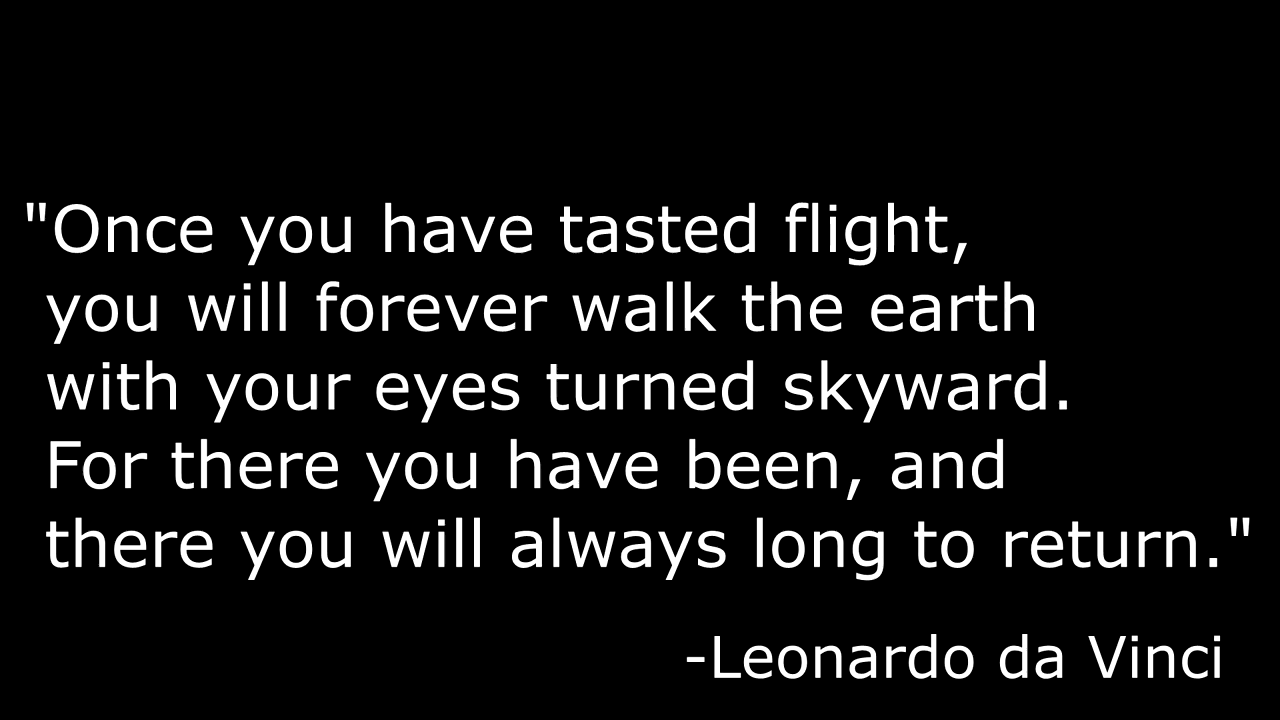 "Once you have tasted flight,
you will forever walk the earth
with your eyes turned skyward.
For there you have been, and
there you will always long to return."
-Leonardo da Vinci